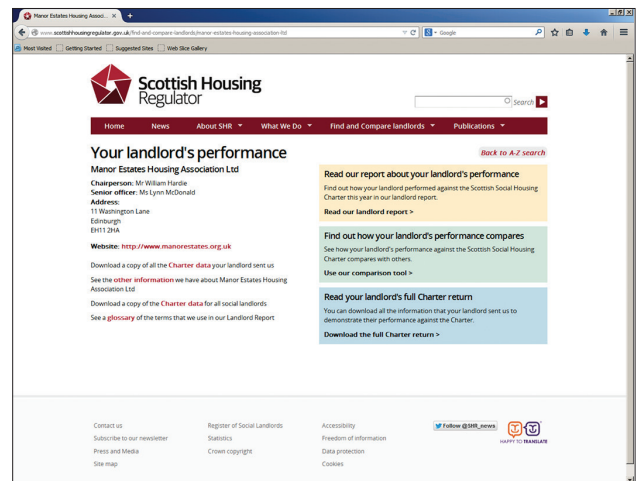 Manor Estates Housing Associ... × +
www.scottishhousingregulator.gov.uk/find-and-compare-landlords/manor-estates-housing-association-ltd
Google
Most Visited Getting Started Suggested Sites Web Slice Gallery
Scottish Housing
Regulator
Search
Home News About SHR What We Do Find and Compare landlords Publications
Your landlord's performance
Back to A-Z search
Manor Estates Housing Association Ltd
Chairperson: Mr William Hardie
Senior officer: Ms Lynn McDonald
Address:
11 Washington Lane
Edinburgh
EH11 2HA
Website: http://www.manorestates.org.uk
Download a copy of all the Charter data your landlord sent us
See the other information we have about Manor Estates Housing
Association Ltd
Download a copy of the Charter data for all social landlords
See a glossary of the terms that we use in our Landlord Report
Read our report about your landlord's performance
Find out how your landlord performed against the Scottish Social Housing
Charter this year in our landlord report.
Read our landlord report >
Find out how your landlord's performance compares
See how your landlord's performance against the Scottish Social Housing
Charter compares with others.
Use our comparison tool >
Read your landlord's full Charter return
You can download all the information that your landlord sent us to
demonstrate their performance against the Charter.
Download the full Charter return >
Contact us
Subscribe to our newsletter
Press and Media
Site map
Register of Social Landlords
Statistics
Crown copyright
Accessibility
Freedom of information
Data protection
Cookies
Follow @SHR_news
HAPPY TO TRANSLATE